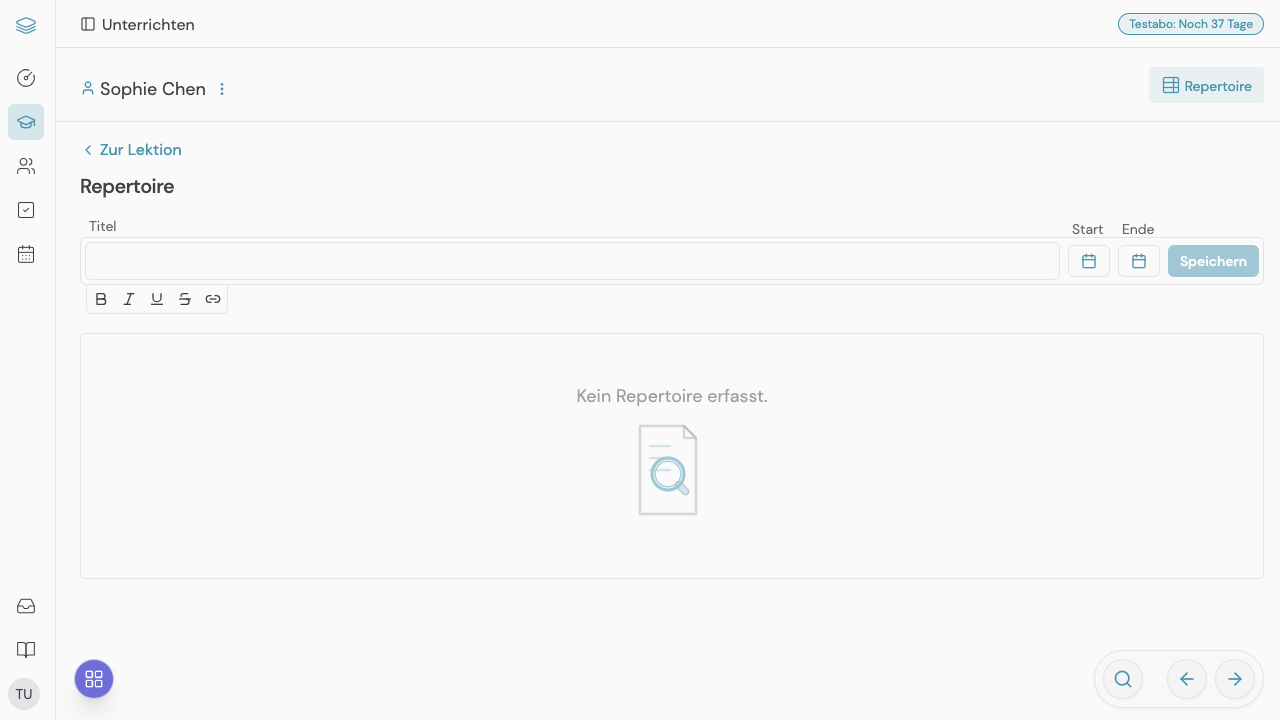 Unterrichten
Testabo: Noch 37 Tage
Sophie Chen
Repertoire
Zur Lektion
Repertoire
Titel
Start
Ende
Speichern
Kein Repertoire erfasst.
TU